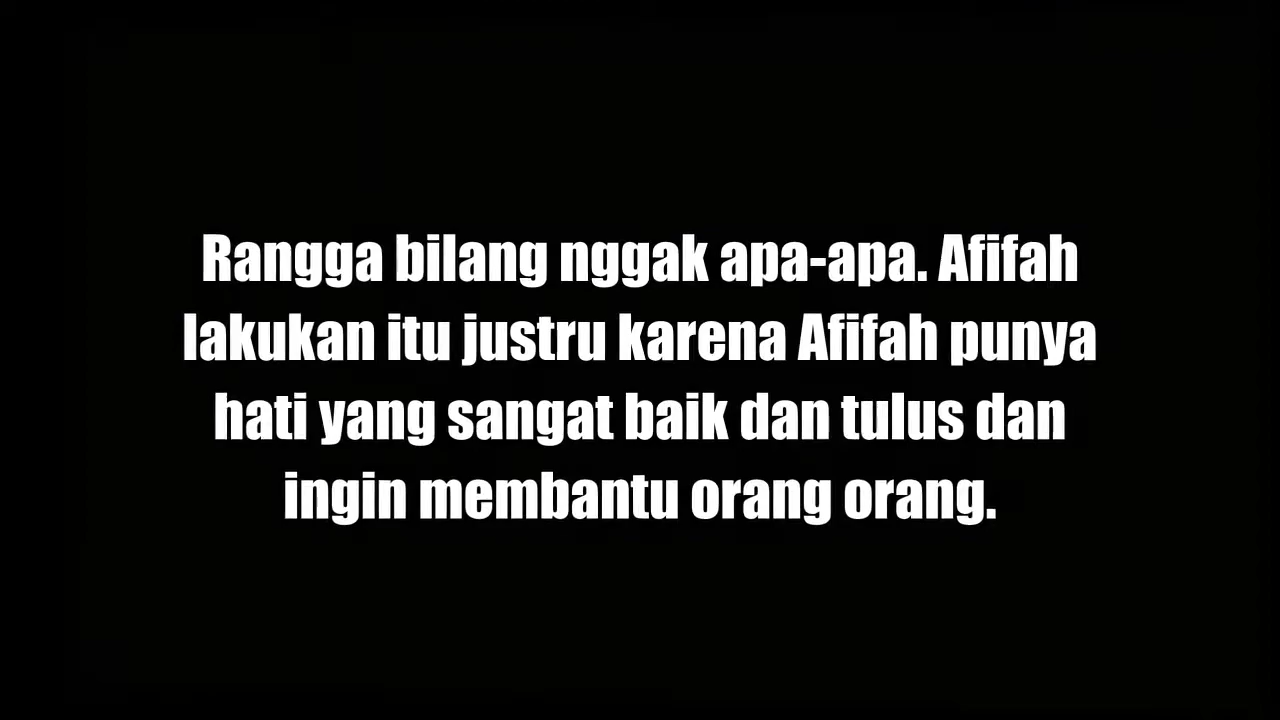 Rangga bilang nggak apa-apa. Afifah
lakukan itu justru karena Afifah punya
hati yang sangat baik dan tulus dan
ingin membantu orang orang.